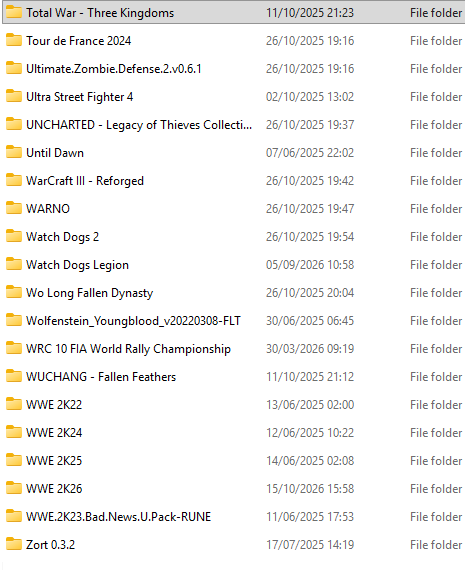 Total War - Three Kingdoms 11/10/2025 21:23 File folder
Tour de France 2024 26/10/2025 19:16 File folder
Ultimate.Zombie.Defense.2.v0.6.1 26/10/2025 19:16 File folder
Ultra Street Fighter 4 02/10/2025 13:02 File folder
UNCHARTED - Legacy of Thieves Collecti... 26/10/2025 19:37 File folder
Until Dawn 07/06/2025 22:02 File folder
WarCraft III - Reforged 26/10/2025 19:42 File folder
WARNO 26/10/2025 19:47 File folder
Watch Dogs 2 26/10/2025 19:54 File folder
Watch Dogs Legion 05/09/2026 10:58 File folder
Wo Long Fallen Dynasty 26/10/2025 20:04 File folder
Wolfenstein_Youngblood_v20220308-FLT 30/06/2025 06:45 File folder
WRC 10 FIA World Rally Championship 30/03/2026 09:19 File folder
WUCHANG - Fallen Feathers 11/10/2025 21:12 File folder
WWE 2K22 13/06/2025 02:00 File folder
WWE 2K24 12/06/2025 10:22 File folder
WWE 2K25 14/06/2025 02:08 File folder
WWE 2K26 15/10/2026 15:58 File folder
WWE.2K23.Bad.News.U.Pack-RUNE 11/06/2025 17:53 File folder
Zort 0.3.2 17/07/2025 14:19 File folder